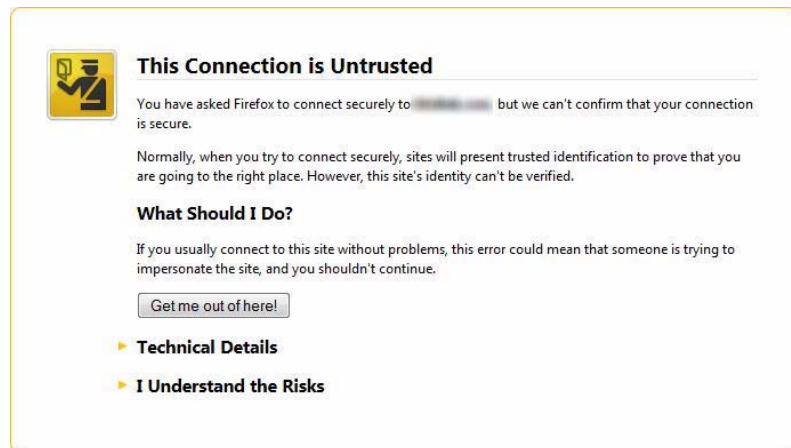 This Connection is Untrusted
You have asked Firefox to connect securely to but we can't confirm that your connection
is secure.
Normally, when you try to connect securely, sites will present trusted identification to prove that you
are going to the right place. However, this site's identity can't be verified.
What Should I Do?
If you usually connect to this site without problems, this error could mean that someone is trying to
impersonate the site, and you shouldn't continue.
Get me out of here!
Technical Details
I Understand the Risks